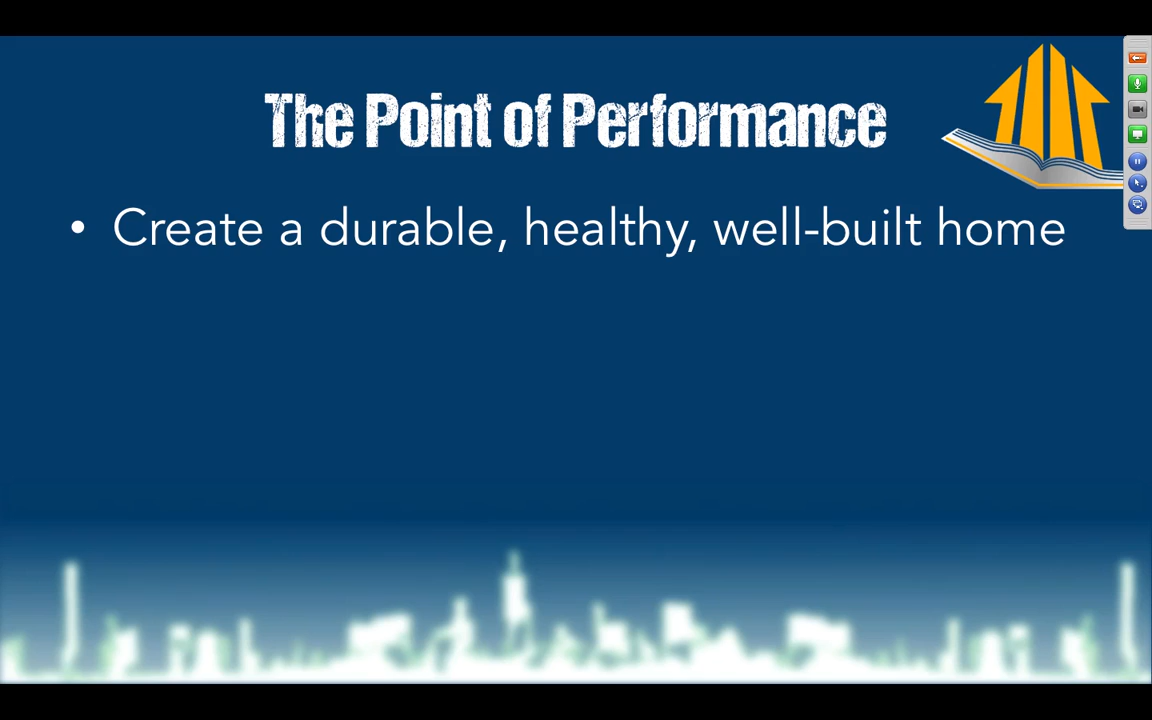 The Point of Performance
• Create a durable, healthy, well-built home